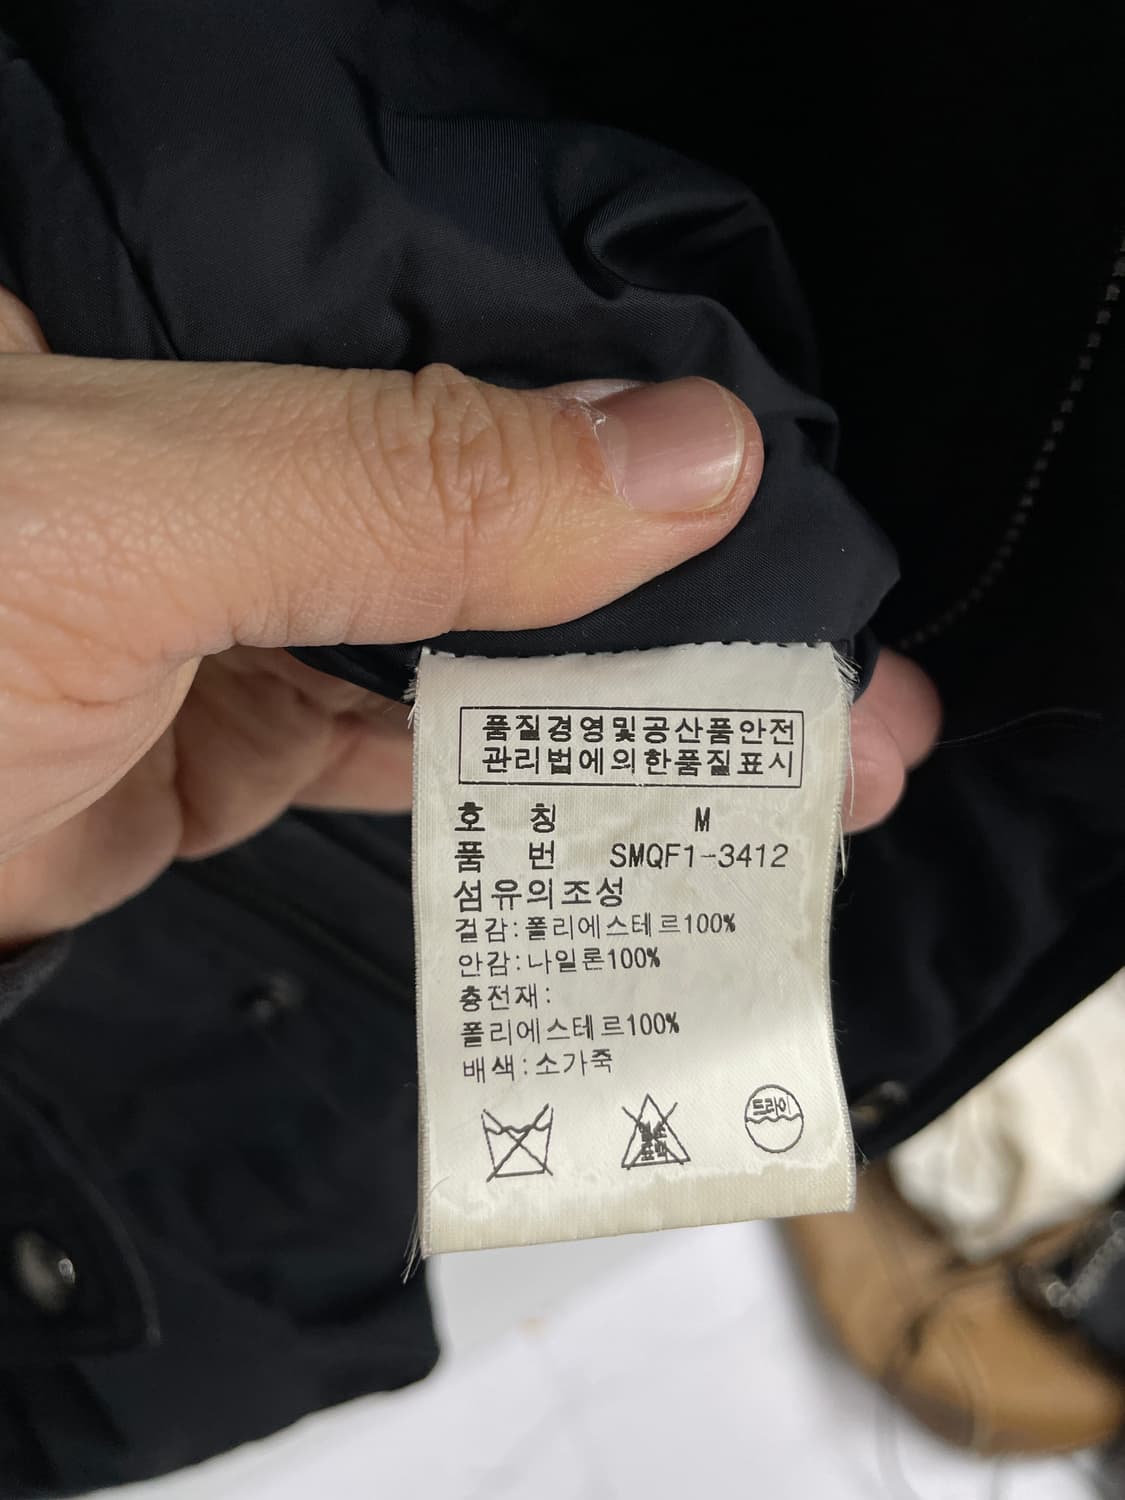 품질경영및공산품안전
관리법에의한품질표시
호 칭 M
품 번 SMQF1-3412
섬유의조성
겉감:폴리에스테르100%
안감:나일론100%
충전재:
폴리에스테르100%
배색:소가죽
드라이